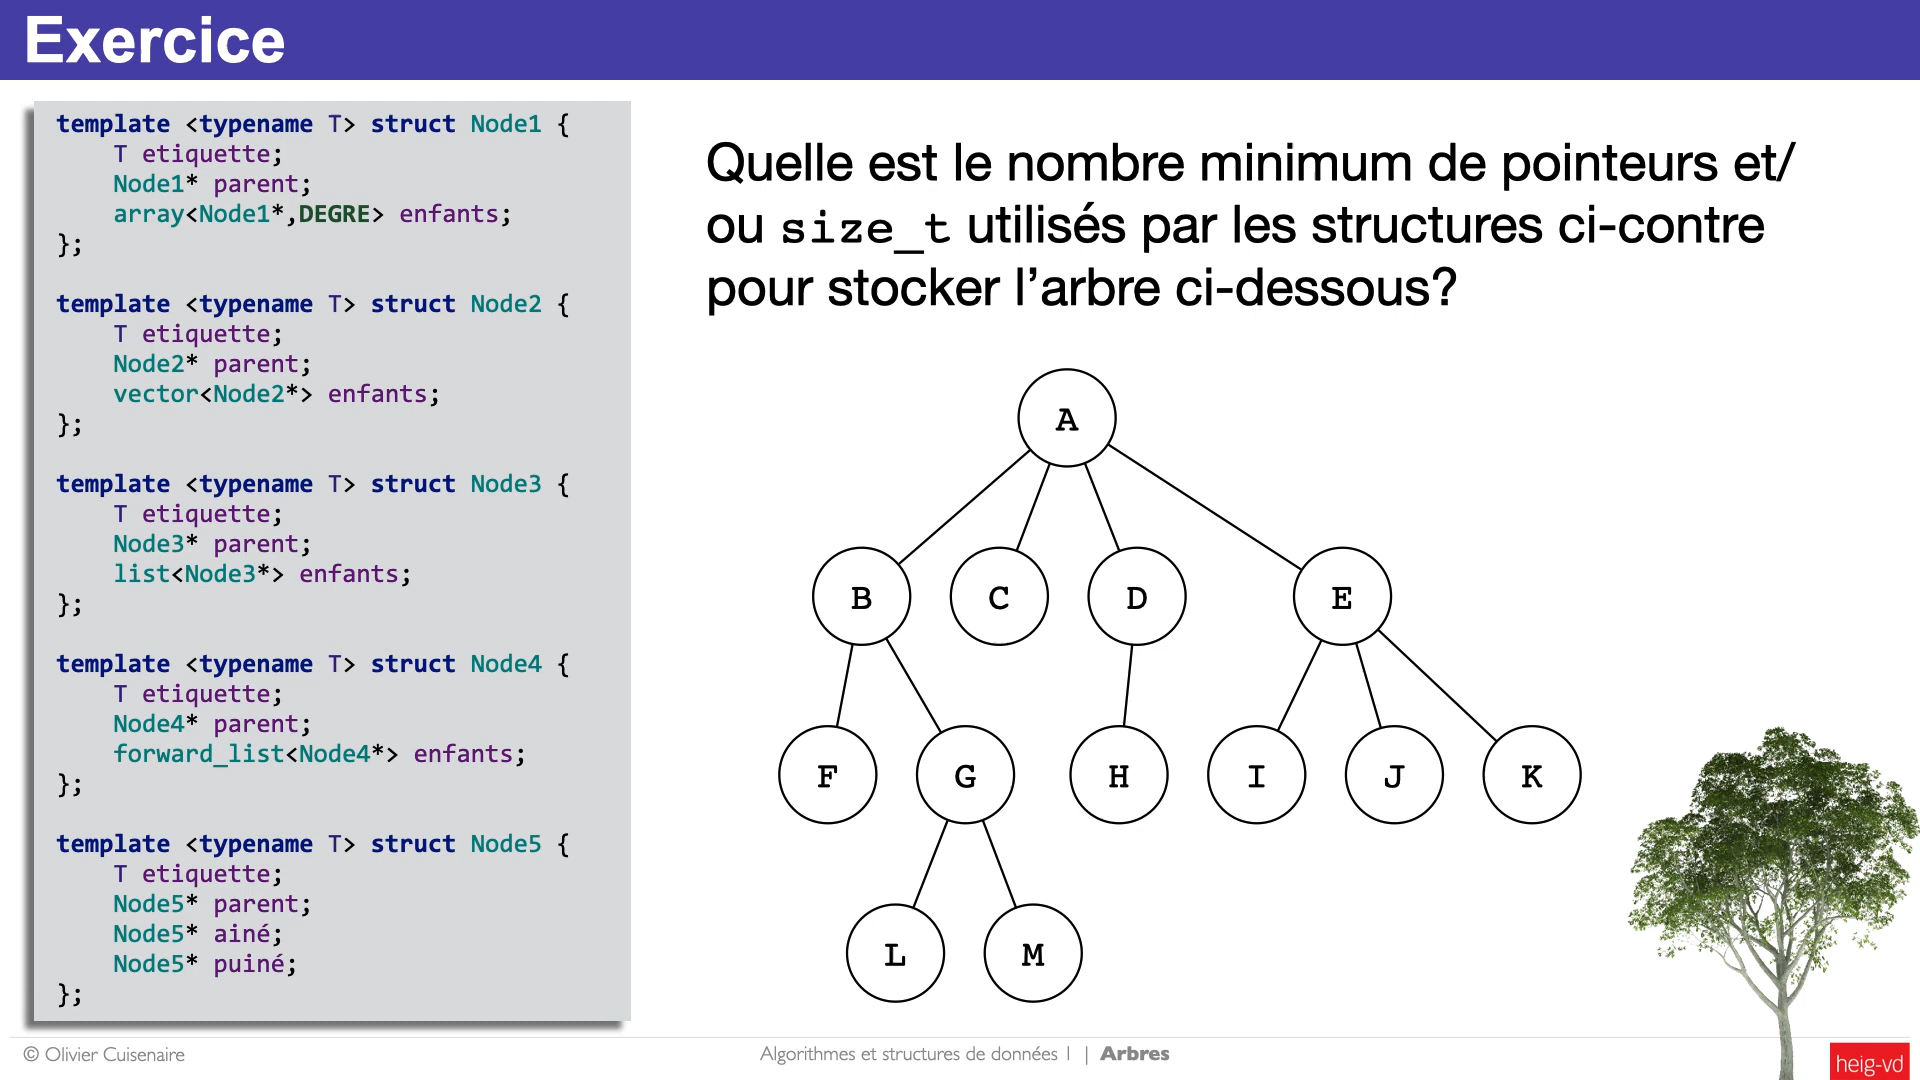 Exercice
template <typename T> struct Node1 {
    T etiquette;
    Node1* parent;
    array<Node1*,DEGRE> enfants;
};
template <typename T> struct Node2 {
    T etiquette;
    Node2* parent;
    vector<Node2*> enfants;
};
template <typename T> struct Node3 {
    T etiquette;
    Node3* parent;
    list<Node3*> enfants;
};
template <typename T> struct Node4 {
    T etiquette;
    Node4* parent;
    forward_list<Node4*> enfants;
};
template <typename T> struct Node5 {
    T etiquette;
    Node5* parent;
    Node5* ainé;
    Node5* puiné;
};
Quelle est le nombre minimum de pointeurs et/
ou size_t utilisés par les structures ci-contre
pour stocker l’arbre ci-dessous?
A
B C D E
F G H I J K
L M
© Olivier Cuisenaire
Algorithmes et structures de données 1 | Arbres
heig-vd